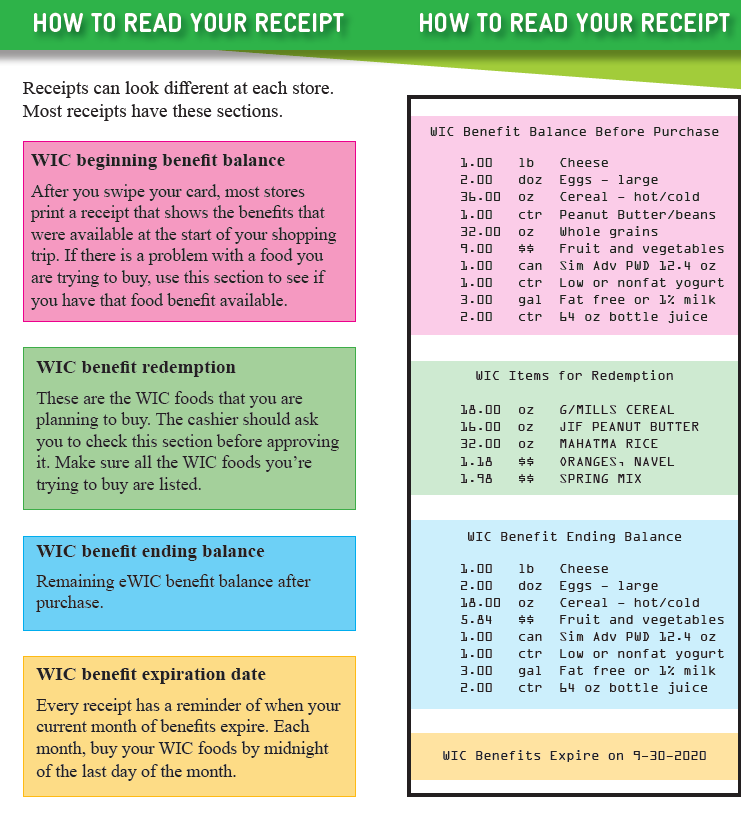 HOW TO READ YOUR RECEIPT
Receipts can look different at each store.
Most receipts have these sections.
WIC beginning benefit balance
After you swipe your card, most stores
print a receipt that shows the benefits that
were available at the start of your shopping
trip. If there is a problem with a food you
are trying to buy, use this section to see if
you have that food benefit available.
WIC benefit redemption
These are the WIC foods that you are
planning to buy. The cashier should ask
you to check this section before approving
it. Make sure all the WIC foods you're
trying to buy are listed.
WIC benefit ending balance
Remaining eWIC benefit balance after
purchase.
WIC benefit expiration date
Every receipt has a reminder of when your
current month of benefits expire. Each
month, buy your WIC foods by midnight
of the last day of the month.
HOW TO READ YOUR RECEIPT
WIC Benefit Balance Before Purchase
1.00 lb Cheese
2.00 doz Eggs - large
36.00 oz Cereal - hot/cold
1.00 ctr Peanut Butter/beans
32.00 oz Whole grains
9.00 $$ Fruit and vegetables
1.00 can Sim Adv PWD 12.4 oz
1.00 ctr Low or nonfat yogurt
3.00 gal Fat free or 1% milk
2.00 ctr 64 oz bottle juice
WIC Items for Redemption
18.00 oz G/MILLS CEREAL
16.00 oz JIF PEANUT BUTTER
32.00 oz MAHATMA RICE
1.18 $$ ORANGES, NAVEL
1.98 $$ SPRING MIX
WIC Benefit Ending Balance
1.00 lb Cheese
2.00 doz Eggs - large
18.00 oz Cereal - hot/cold
5.84 $$ Fruit and vegetables
1.00 can Sim Adv PWD 12.4 oz
1.00 ctr Low or nonfat yogurt
3.00 gal Fat free or 1% milk
2.00 ctr 64 oz bottle juice
WIC Benefits Expire on 9-30-2020